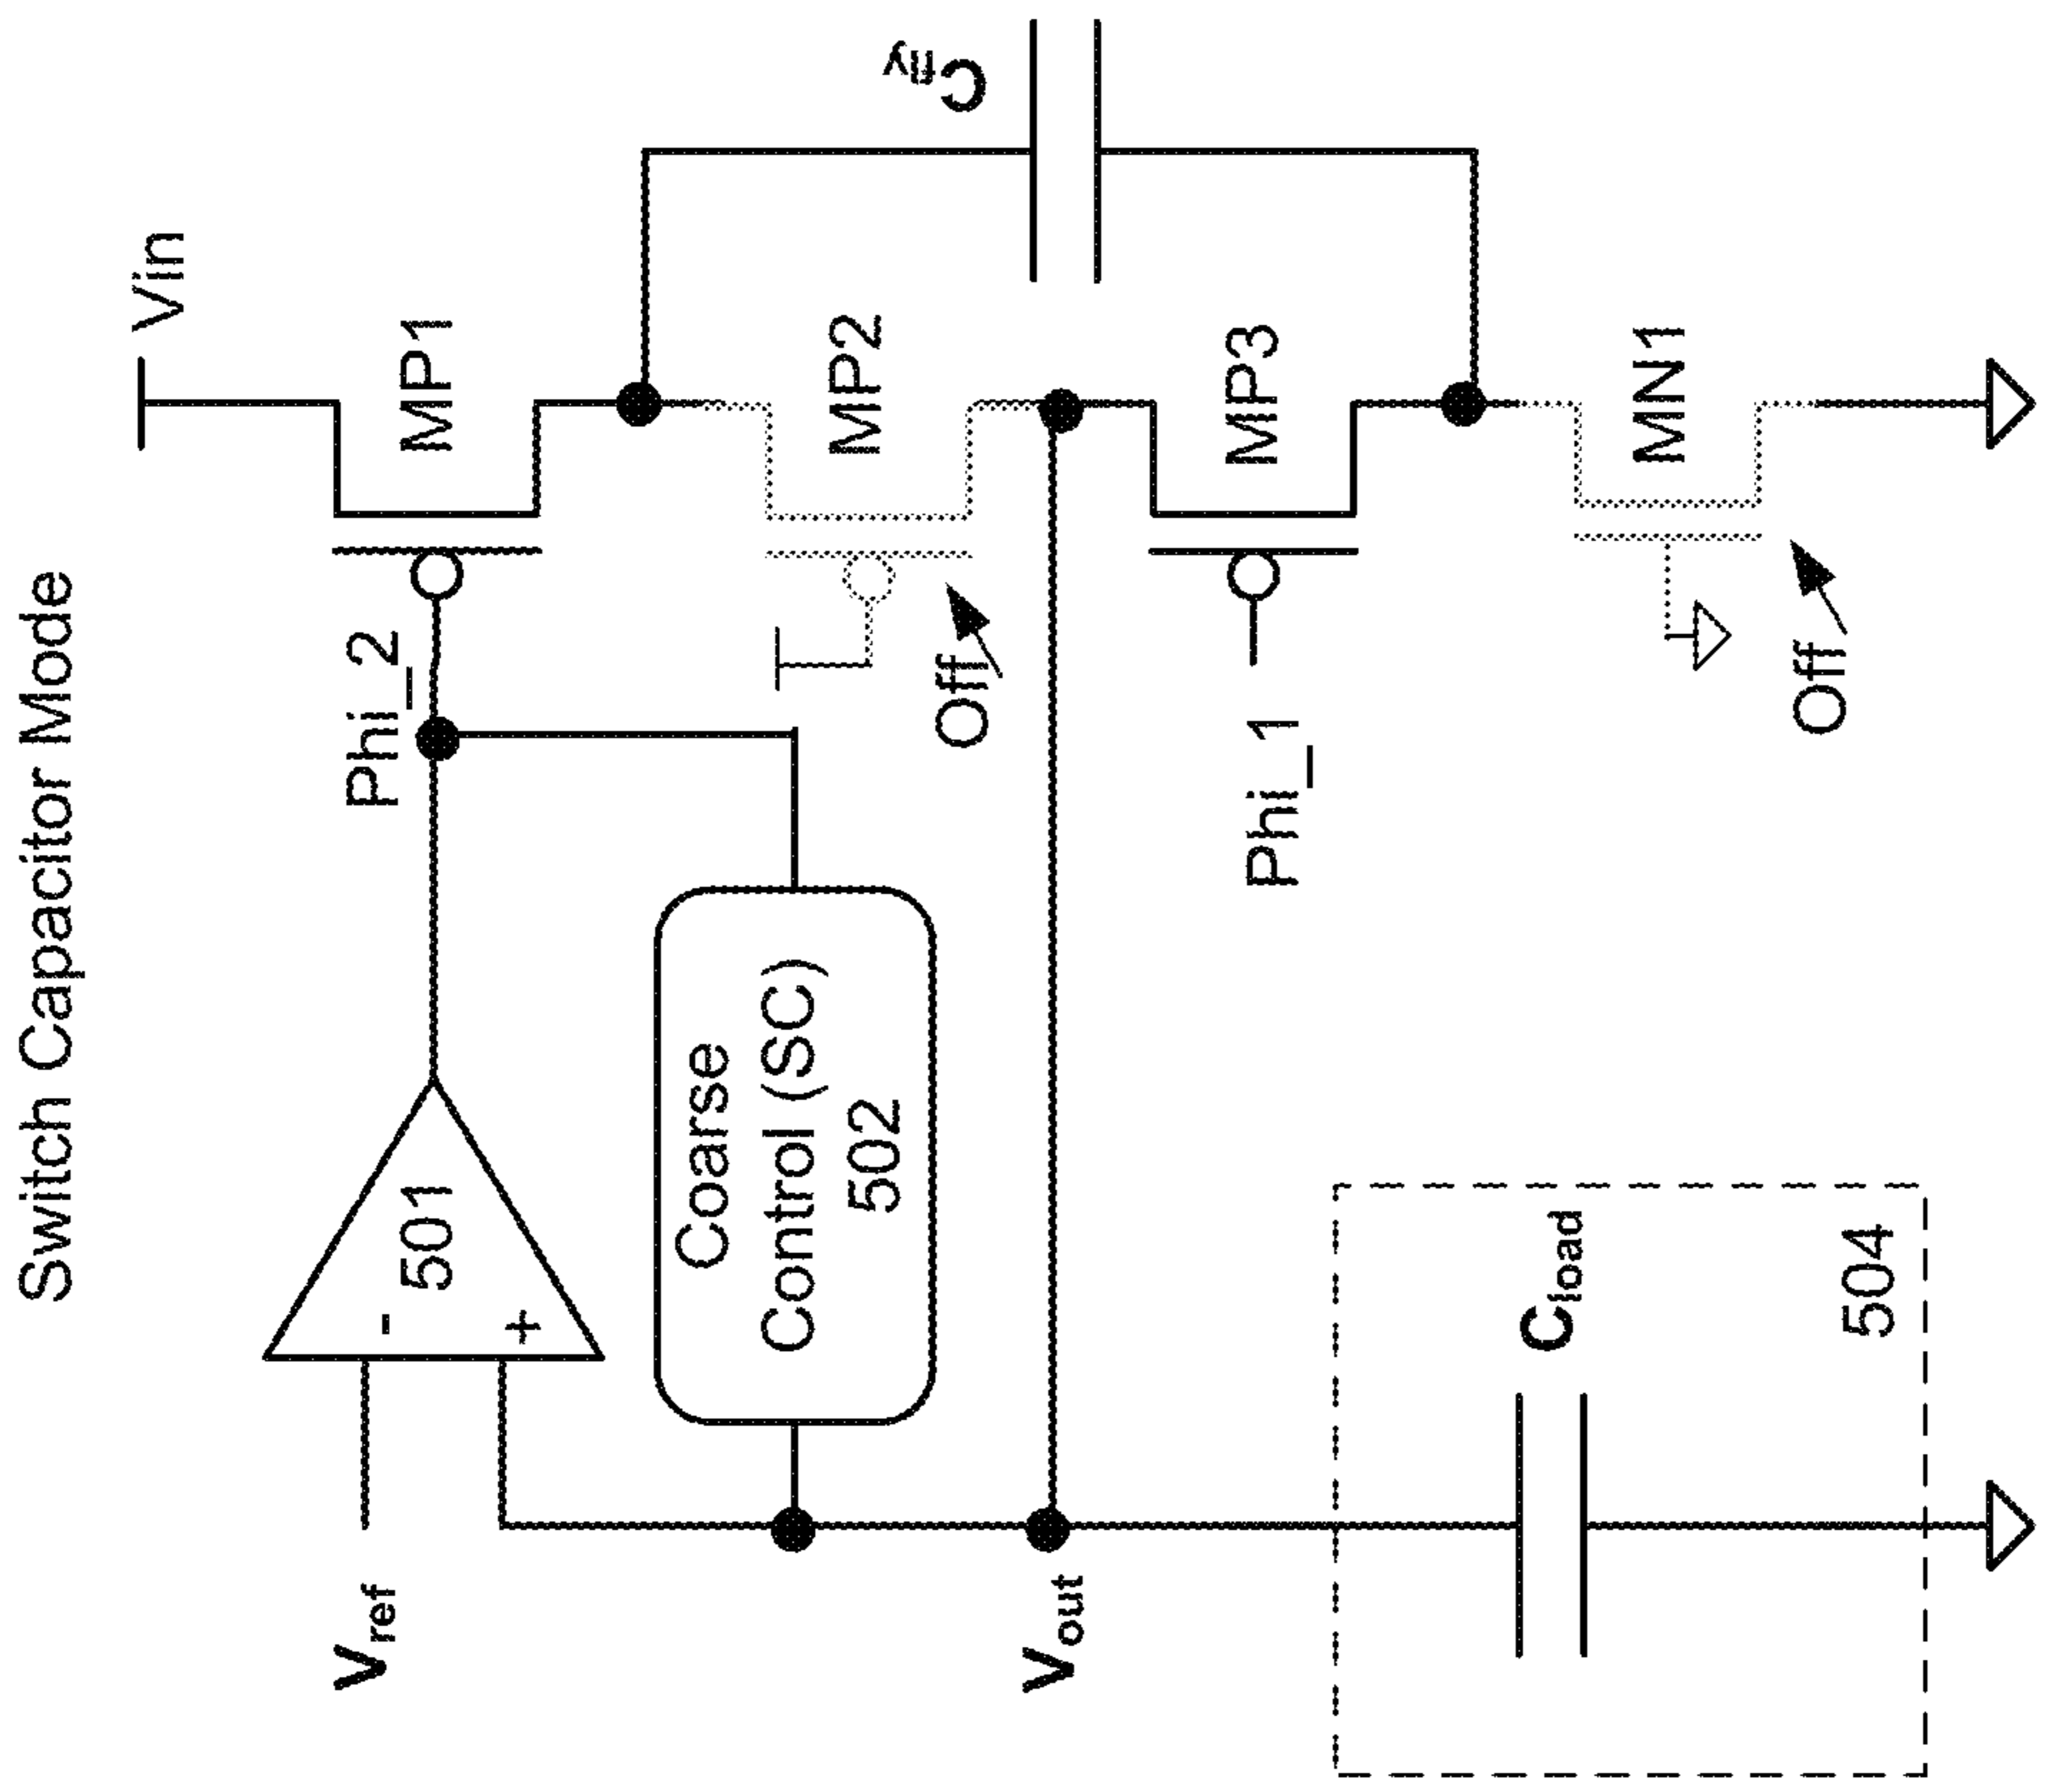 Switch Capacitor Mode
Vin
MP1
Phi_2
501
-
+
Vref
Cfly
MP2
Off
Coarse
Control (SC)
502
Vout
MP3
Phi_1
MN1
Off
Cload
504